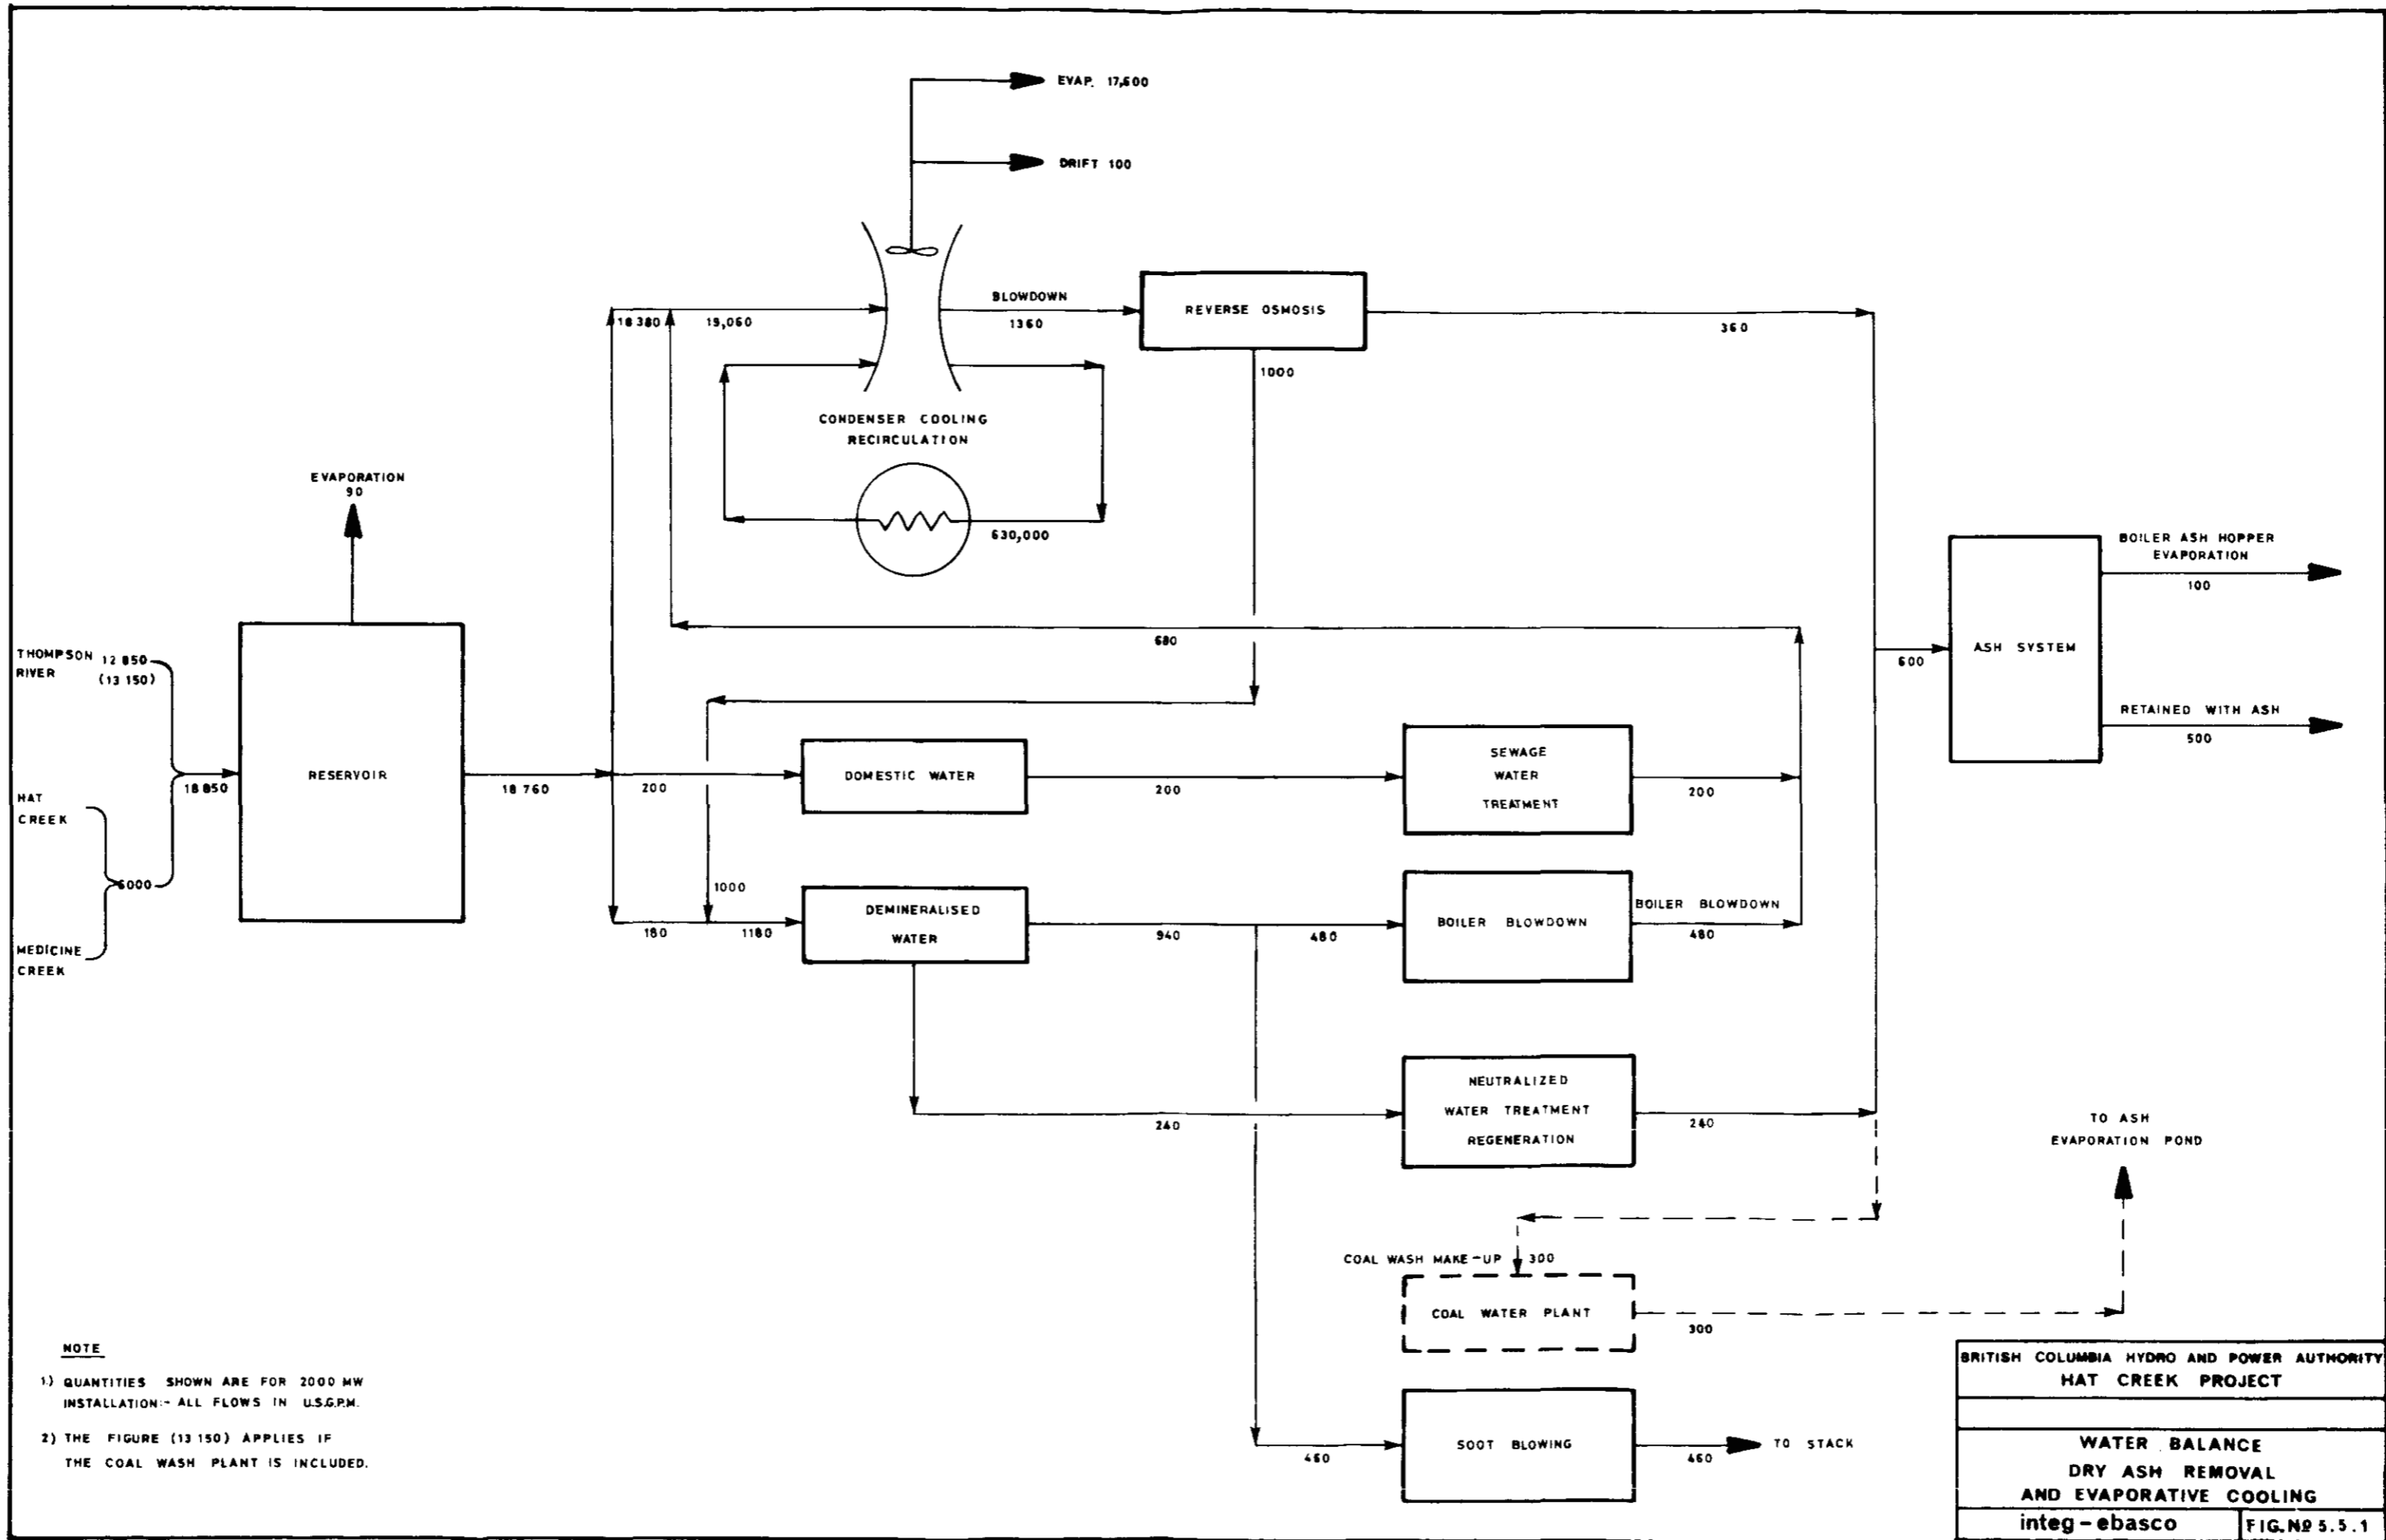 EVAP. 17,600
DRIFT 100
18 380
19,060
BLOWDOWN
1360
REVERSE OSMOSIS
360
1000
CONDENSER COOLING
RECIRCULATION
630,000
EVAPORATION
90
BOILER ASH HOPPER
EVAPORATION
100
ASH SYSTEM
600
RETAINED WITH ASH
500
680
THOMPSON
RIVER
12 850
(13 150)
HAT
CREEK
6000
MEDICINE
CREEK
18 850
RESERVOIR
18 760
200
DOMESTIC WATER
200
SEWAGE
WATER
TREATMENT
200
1000
180
1180
DEMINERALISED
WATER
940
480
BOILER BLOWDOWN
BOILER BLOWDOWN
480
240
NEUTRALIZED
WATER TREATMENT
REGENERATION
240
TO ASH
EVAPORATION POND
COAL WASH MAKE-UP
300
COAL WATER PLANT
300
460
SOOT BLOWING
460
TO STACK
NOTE
1) QUANTITIES SHOWN ARE FOR 2000 MW
INSTALLATION:- ALL FLOWS IN U.S.G.P.M.
2) THE FIGURE (13 150) APPLIES IF
THE COAL WASH PLANT IS INCLUDED.
BRITISH COLUMBIA HYDRO AND POWER AUTHORITY
HAT CREEK PROJECT
WATER BALANCE
DRY ASH REMOVAL
AND EVAPORATIVE COOLING
integ-ebasco
FIG. Nº 5.5.1